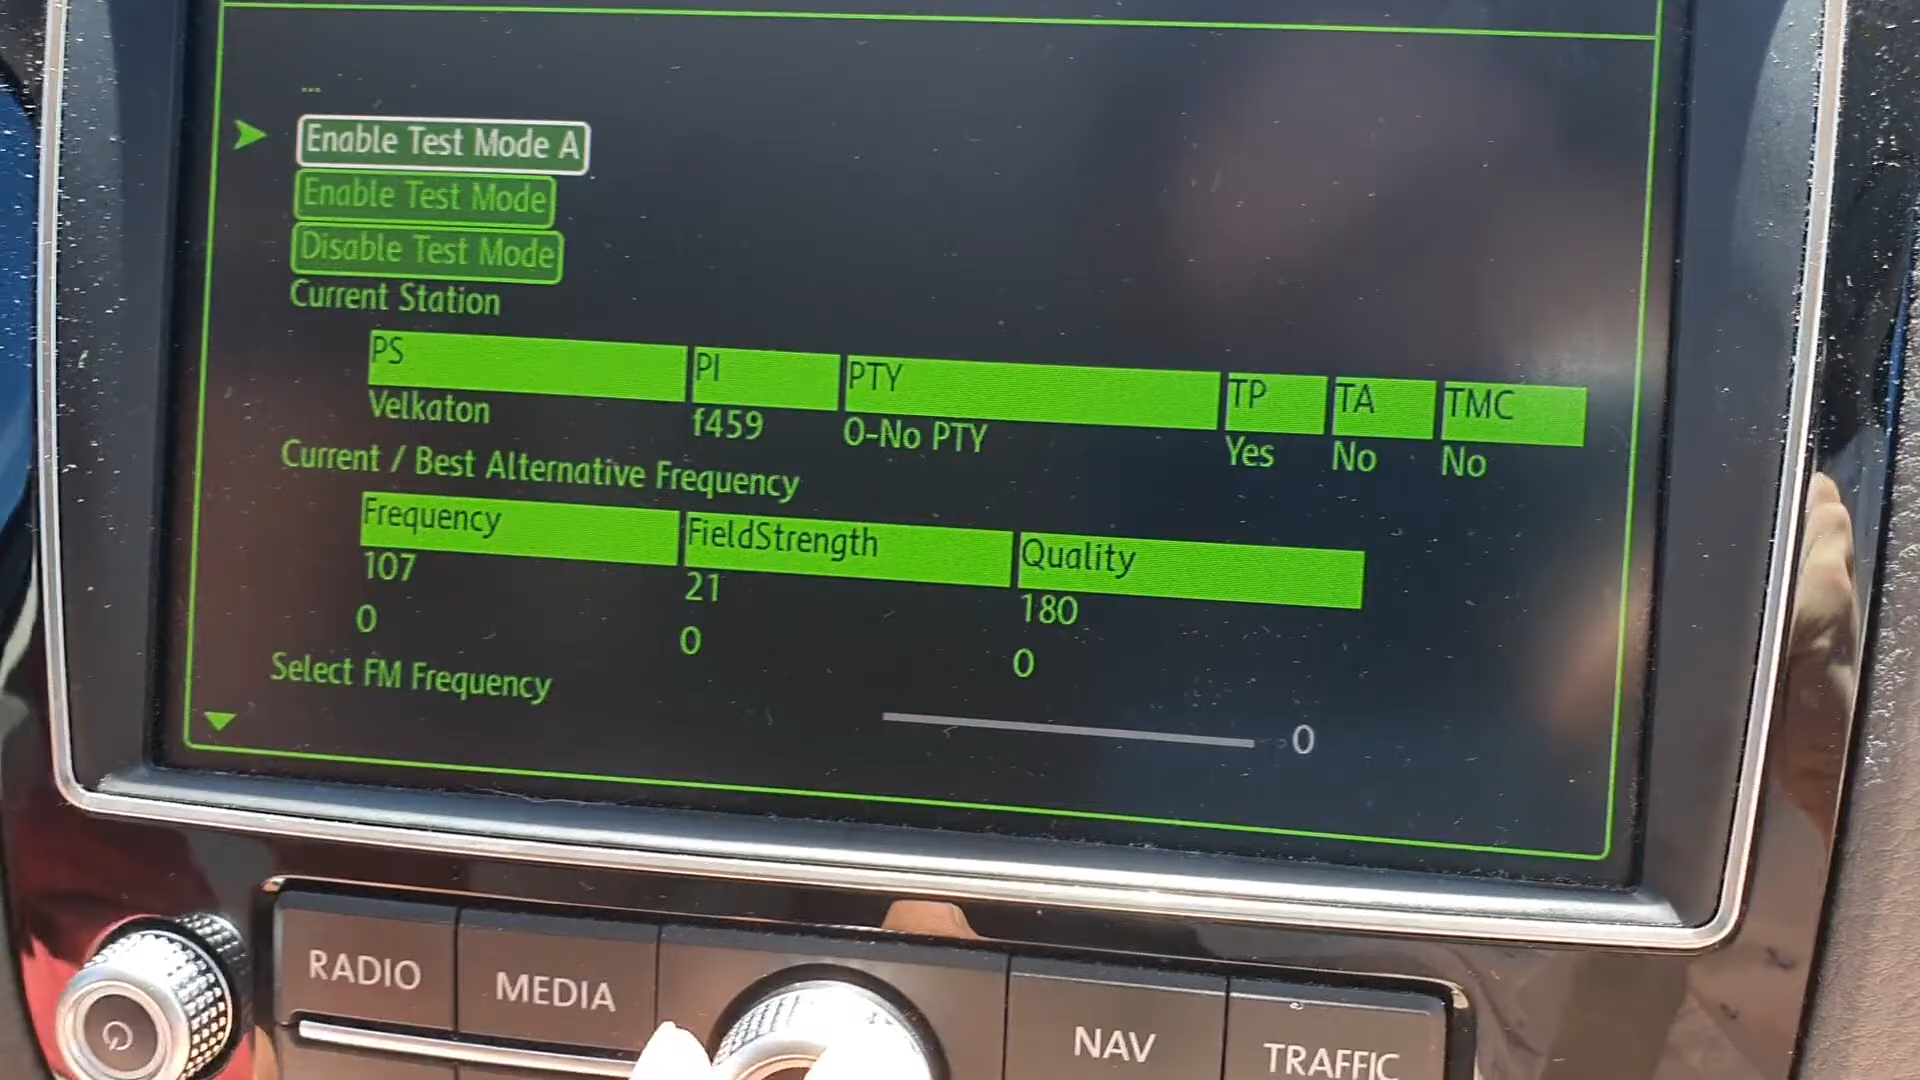 ...
Enable Test Mode A
Enable Test Mode
Disable Test Mode
Current Station
PS PI PTY TP TA TMC
Velkaton f459 0-No PTY Yes No No
Current / Best Alternative Frequency
Frequency FieldStrength Quality
107 21 180
0 0 0
Select FM Frequency
0
RADIO MEDIA NAV TRAFFIC